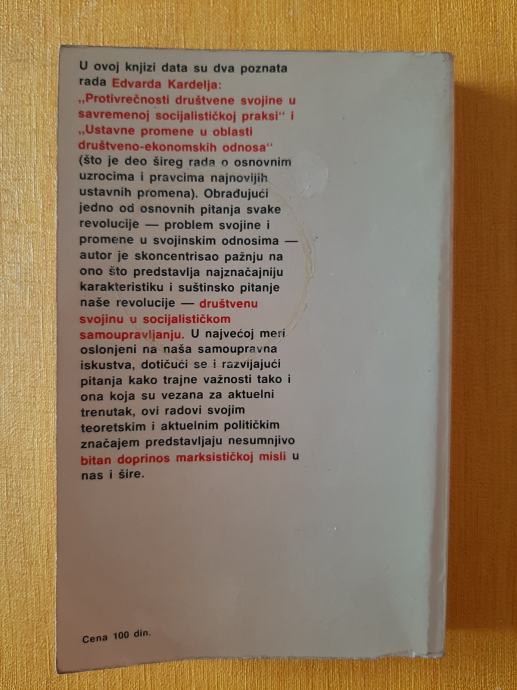 U ovoj knjizi data su dva poznata
rada Edvarda Kardelja:
„Protivrečnosti društvene svojine u
savremenoj socijalističkoj praksi“ i
„Ustavne promene u oblasti
društveno-ekonomskih odnosa“
(što je deo šireg rada o osnovnim
uzrocima i pravcima najnovijih
ustavnih promena). Obrađujući
jedno od osnovnih pitanja svake
revolucije — problem svojine i
promene u svojinskim odnosima —
autor je skoncentrisao pažnju na
ono što predstavlja najznačajniju
karakteristiku i suštinsko pitanje
naše revolucije — društvenu
svojinu u socijalističkom
samoupravljanju. U najvećoj meri
oslonjeni na naša samoupravna
iskustva, dotičući se i razvijajući
pitanja kako trajne važnosti tako i
ona koja su vezana za aktuelni
trenutak, ovi radovi svojim
teoretskim i aktuelnim političkim
značajem predstavljaju nesumnjivo
bitan doprinos marksističkoj misli u
nas i šire.
Cena 100 din.